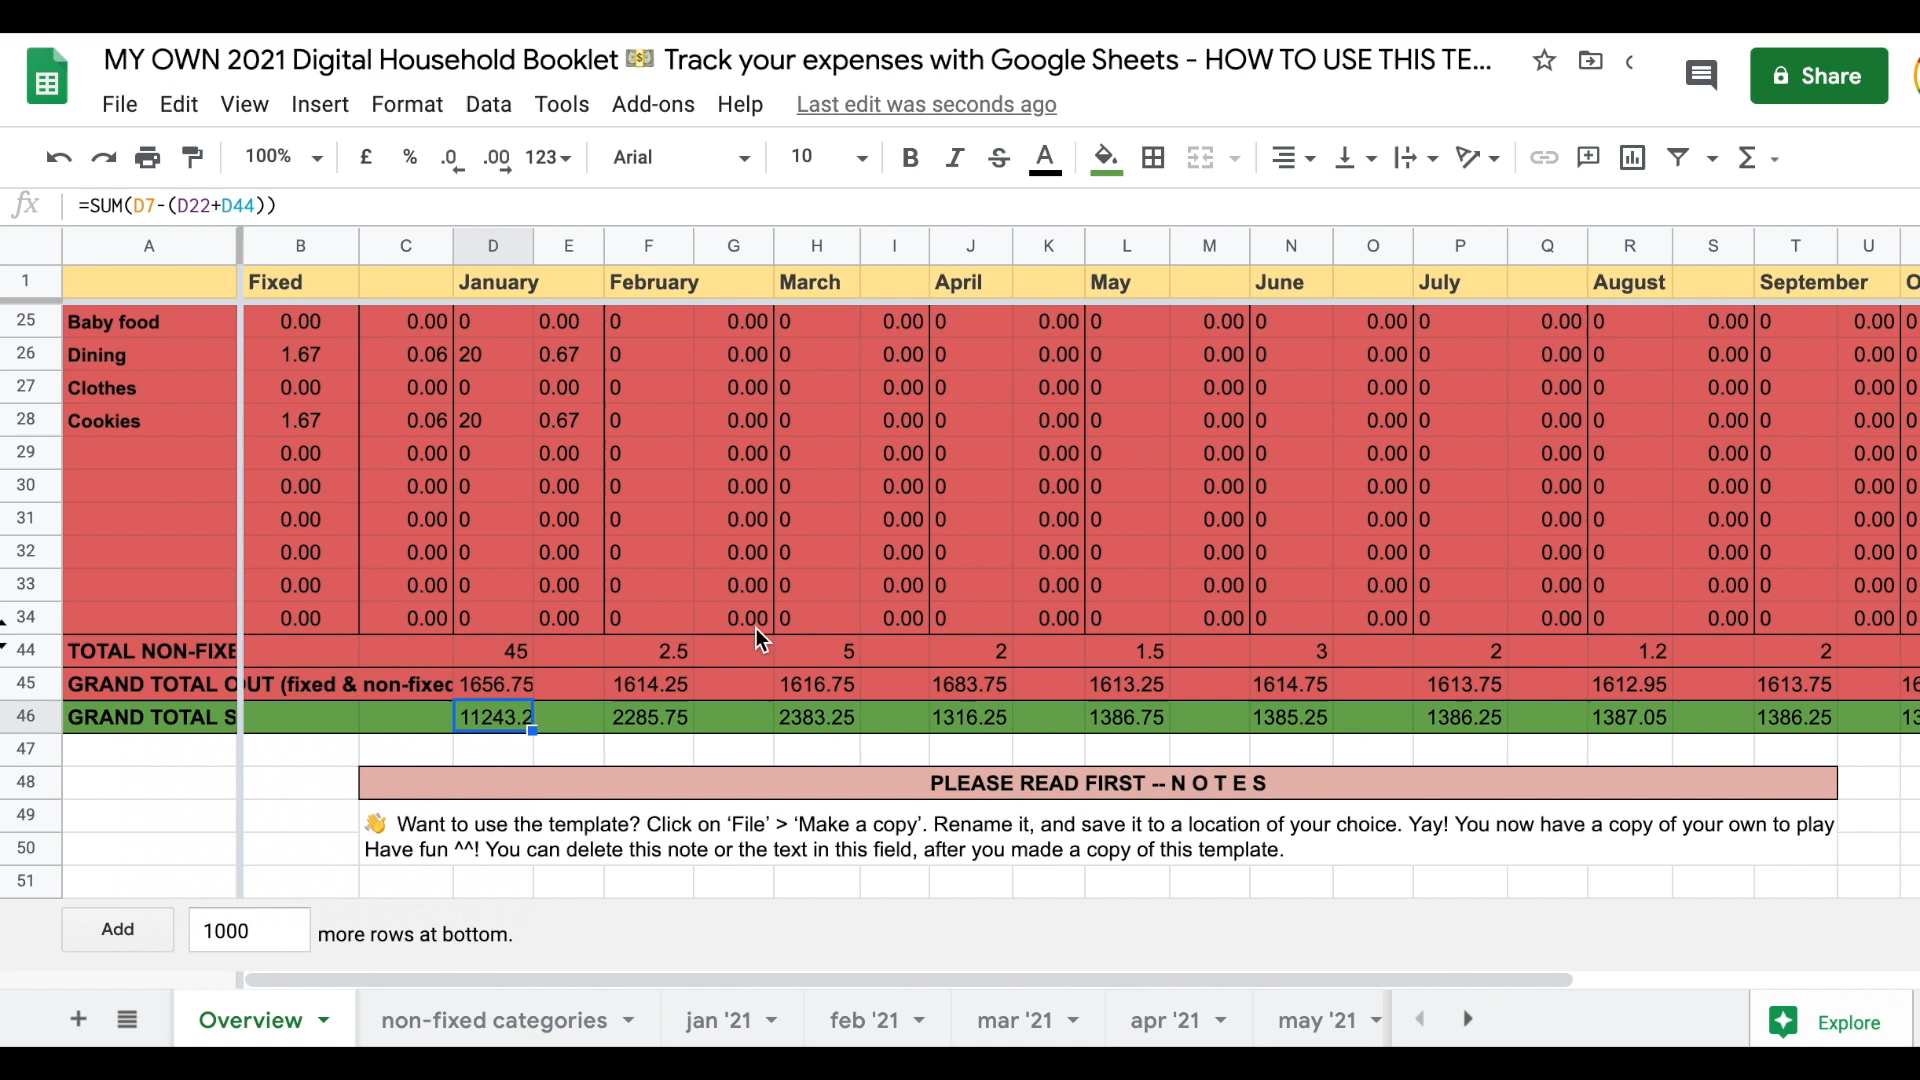 MY OWN 2021 Digital Household Booklet 💵 Track your expenses with Google Sheets - HOW TO USE THIS TE...
Share
File Edit View Insert Format Data Tools Add-ons Help Last edit was seconds ago
100% £ % .0 .00 123 Arial 10 B I S A Σ
fx =SUM(D7-(D22+D44))
A B C D E F G H I J K L M N O P Q R S T U
1 Fixed January February March April May June July August September O
25 Baby food 0.00 0.00 0 0.00 0 0.00 0 0.00 0 0.00 0 0.00 0 0.00 0 0.00 0 0.00 0 0.00 0
26 Dining 1.67 0.06 20 0.67 0 0.00 0 0.00 0 0.00 0 0.00 0 0.00 0 0.00 0 0.00 0 0.00 0
27 Clothes 0.00 0.00 0 0.00 0 0.00 0 0.00 0 0.00 0 0.00 0 0.00 0 0.00 0 0.00 0 0.00 0
28 Cookies 1.67 0.06 20 0.67 0 0.00 0 0.00 0 0.00 0 0.00 0 0.00 0 0.00 0 0.00 0 0.00 0
29 0.00 0.00 0 0.00 0 0.00 0 0.00 0 0.00 0 0.00 0 0.00 0 0.00 0 0.00 0 0.00 0
30 0.00 0.00 0 0.00 0 0.00 0 0.00 0 0.00 0 0.00 0 0.00 0 0.00 0 0.00 0 0.00 0
31 0.00 0.00 0 0.00 0 0.00 0 0.00 0 0.00 0 0.00 0 0.00 0 0.00 0 0.00 0 0.00 0
32 0.00 0.00 0 0.00 0 0.00 0 0.00 0 0.00 0 0.00 0 0.00 0 0.00 0 0.00 0 0.00 0
33 0.00 0.00 0 0.00 0 0.00 0 0.00 0 0.00 0 0.00 0 0.00 0 0.00 0 0.00 0 0.00 0
34 0.00 0.00 0 0.00 0 0.00 0 0.00 0 0.00 0 0.00 0 0.00 0 0.00 0 0.00 0 0.00 0
44 TOTAL NON-FIXE 45 2.5 5 2 1.5 3 2 1.2 2
45 GRAND TOTAL OUT (fixed & non-fixed 1656.75 1614.25 1616.75 1683.75 1613.25 1614.75 1613.75 1612.95 1613.75 16
46 GRAND TOTAL S 11243.2 2285.75 2383.25 1316.25 1386.75 1385.25 1386.25 1387.05 1386.25 13
47
48 PLEASE READ FIRST -- N O T E S
49 👋 Want to use the template? Click on ‘File’ > ‘Make a copy’. Rename it, and save it to a location of your choice. Yay! You now have a copy of your own to play
50 Have fun ^^! You can delete this note or the text in this field, after you made a copy of this template.
51
Add 1000 more rows at bottom.
Overview non-fixed categories jan '21 feb '21 mar '21 apr '21 may '21 Explore